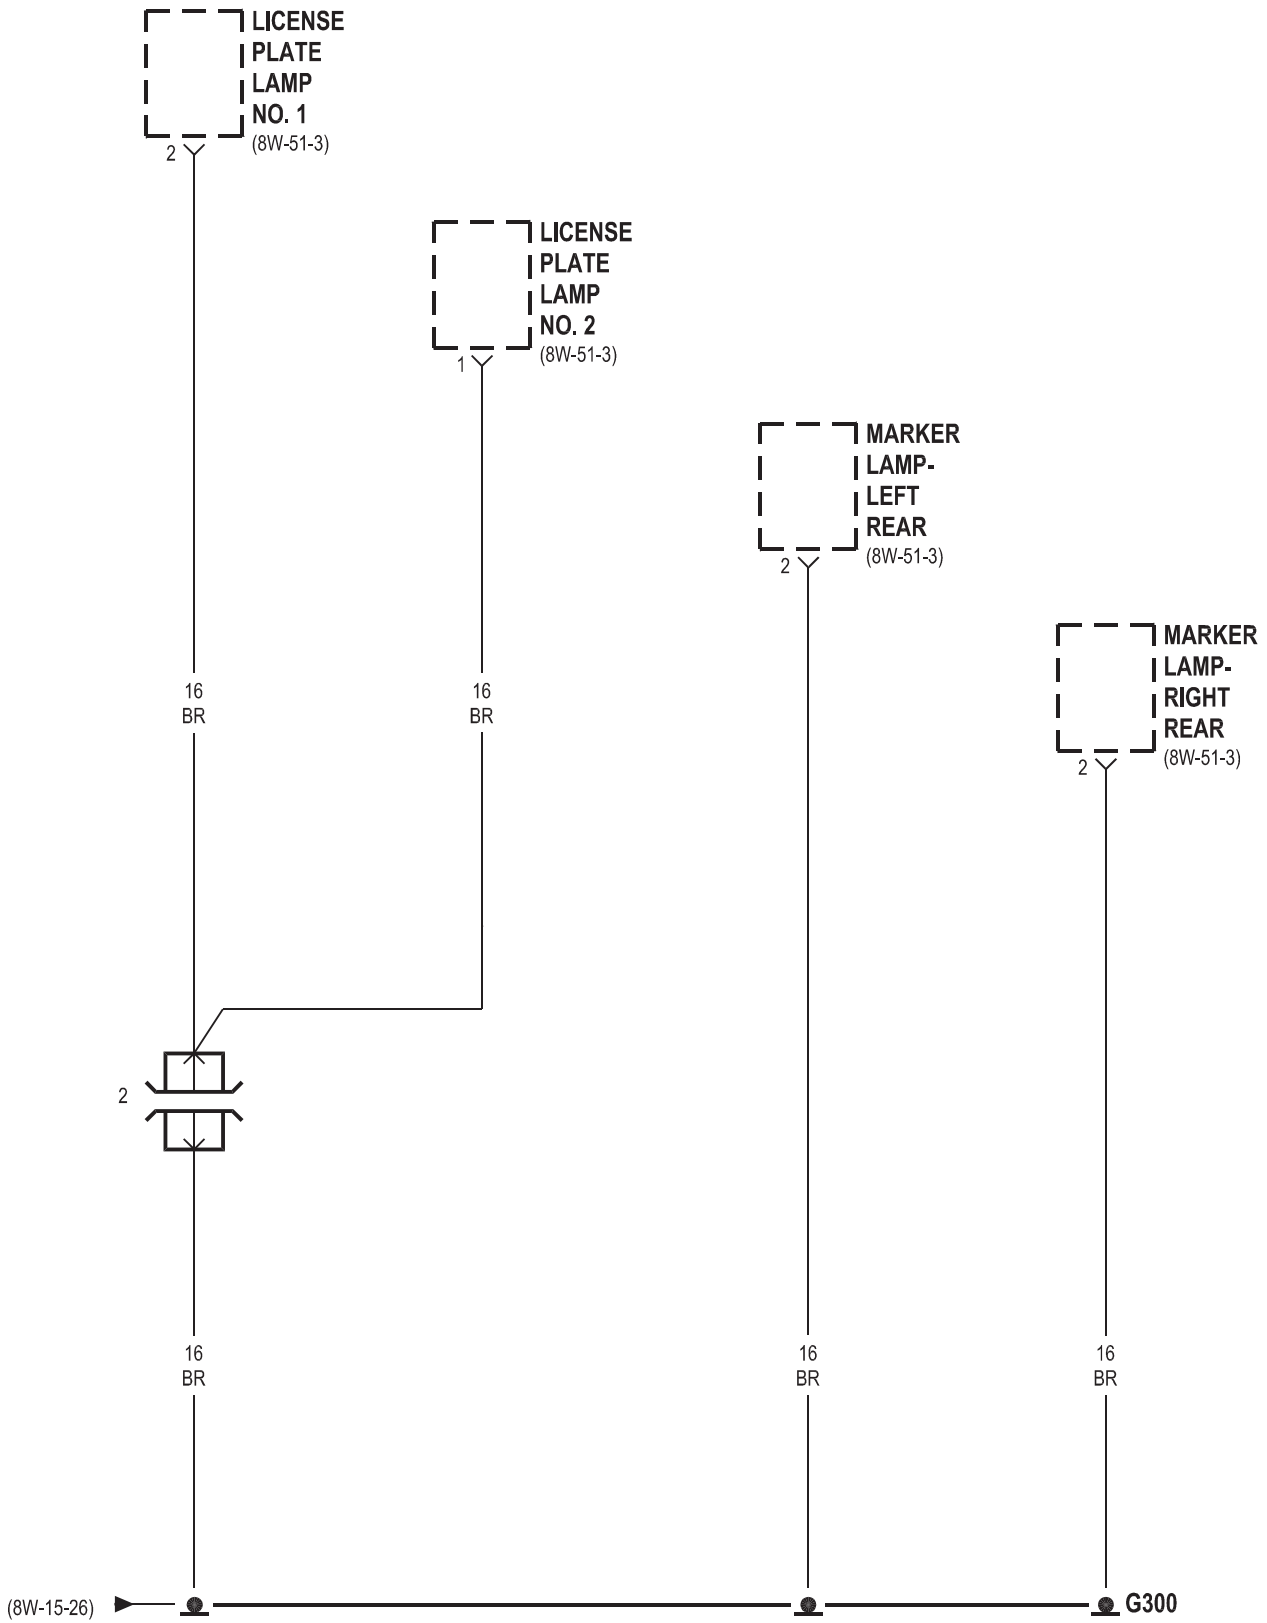 LICENSE
PLATE
LAMP
NO. 1
(8W-51-3)
2
LICENSE
PLATE
LAMP
NO. 2
(8W-51-3)
1
MARKER
LAMP-
LEFT
REAR
(8W-51-3)
2
MARKER
LAMP-
RIGHT
REAR
(8W-51-3)
2
16
BR
16
BR
2
16
BR
16
BR
16
BR
(8W-15-26)
G300